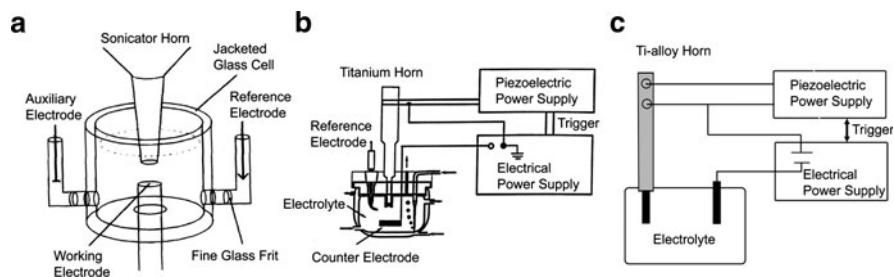 a
Sonicator Horn
Jacketed
Glass Cell
Auxiliary
Electrode
Reference
Electrode
Working
Electrode
Fine Glass Frit
b
Titanium Horn
Piezoelectric
Power Supply
Trigger
Reference
Electrode
Electrical
Power Supply
Electrolyte
Counter Electrode
c
Ti-alloy Horn
Piezoelectric
Power Supply
Trigger
Electrical
Power Supply
Electrolyte